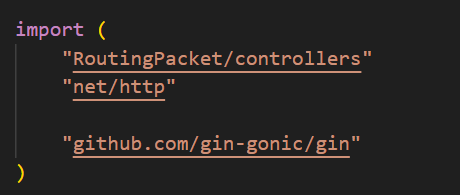 import (
"RoutingPacket/controllers"
"net/http"
"github.com/gin-gonic/gin"
)